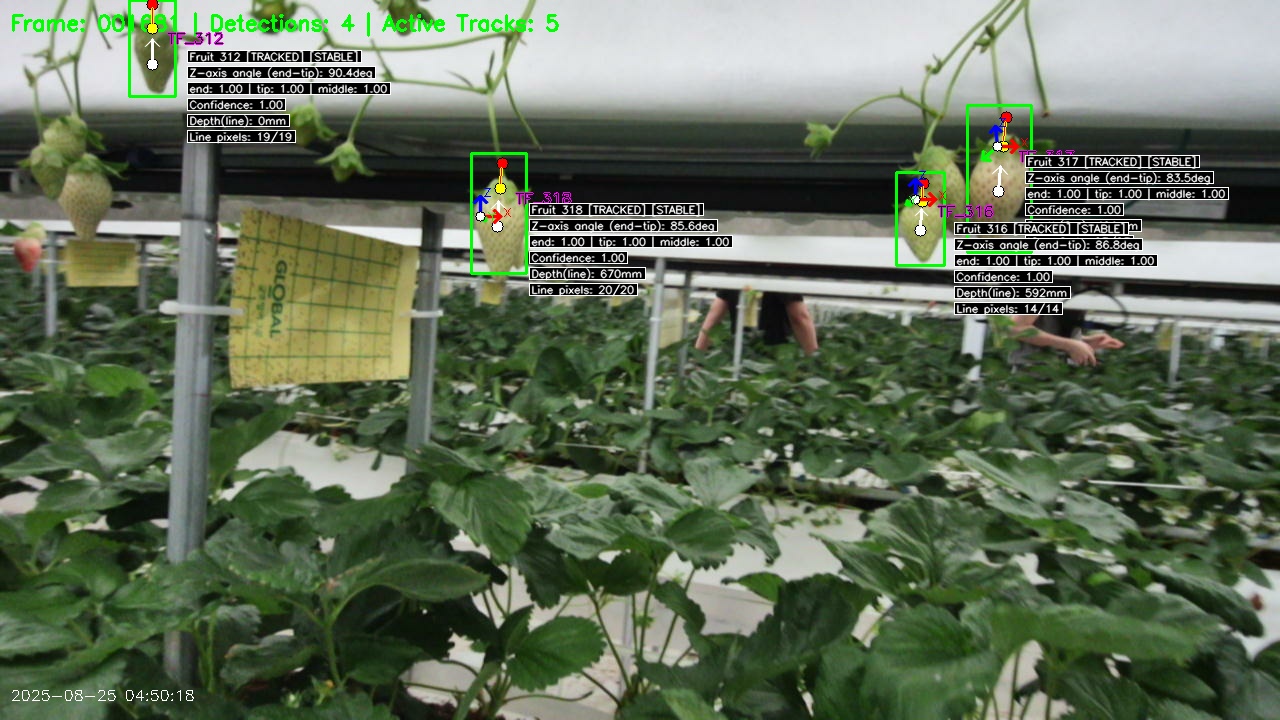 Frame: 001681 | Detections: 4 | Active Tracks: 5
TF_312
Fruit 312 [TRACKED] [STABLE]
Z-axis angle (end-tip): 90.4deg
end: 1.00 | tip: 1.00 | middle: 1.00
Confidence: 1.00
Depth(line): 0mm
Line pixels: 19/19
TF_317
Fruit 317 [TRACKED] [STABLE]
Z-axis angle (end-tip): 83.5deg
end: 1.00 | tip: 1.00 | middle: 1.00
Confidence: 1.00
TF_318
Fruit 318 [TRACKED] [STABLE]
Z-axis angle (end-tip): 85.6deg
end: 1.00 | tip: 1.00 | middle: 1.00
Confidence: 1.00
Depth(line): 670mm
Line pixels: 20/20
TF_316
Fruit 316 [TRACKED] [STABLE]
Z-axis angle (end-tip): 86.8deg
end: 1.00 | tip: 1.00 | middle: 1.00
Confidence: 1.00
Depth(line): 592mm
Line pixels: 14/14
GLOBAL
2025-08-25 04:50:18